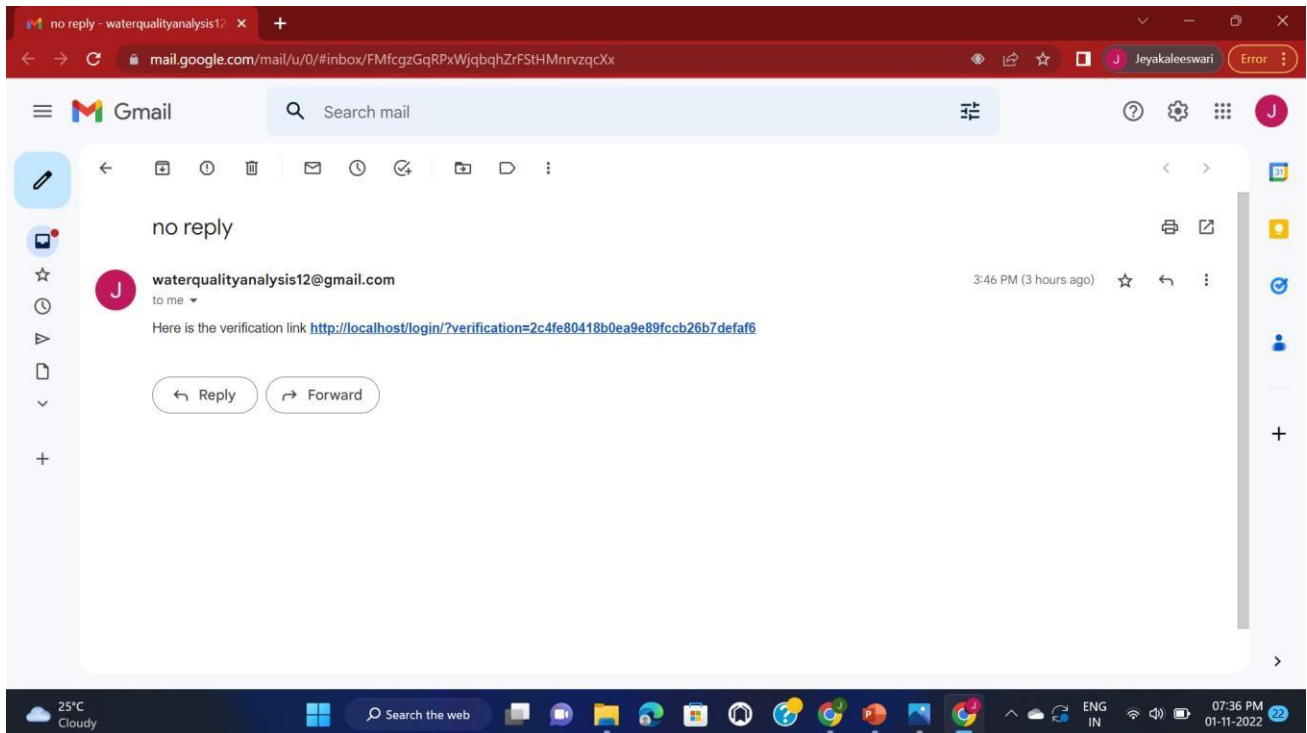 no reply - waterqualityanalysis12
mail.google.com/mail/u/0/#inbox/FMfcgzGqRPxWjqbqhZrFStHMnrvzqcXx
J Jeyakaleeswari
Error
Gmail
Search mail
J
31
no reply
J
waterqualityanalysis12@gmail.com
3:46 PM (3 hours ago)
to me
Here is the verification link http://localhost/login/?verification=2c4fe80418b0ea9e89fccb26b7defaf6
Reply
Forward
25°C
Cloudy
Search the web
ENG
IN
07:36 PM
01-11-2022
22